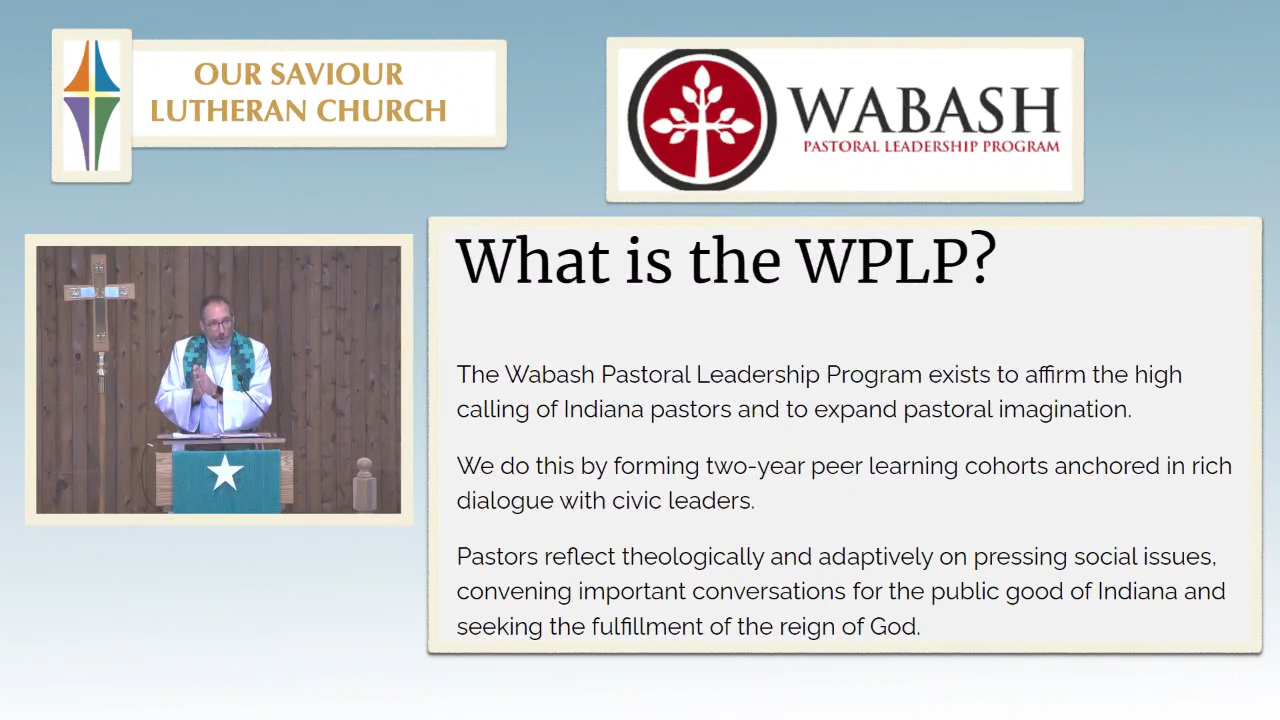 OUR SAVIOUR
LUTHERAN CHURCH
WABASH
PASTORAL LEADERSHIP PROGRAM
What is the WPLP?
The Wabash Pastoral Leadership Program exists to affirm the high
calling of Indiana pastors and to expand pastoral imagination.
We do this by forming two-year peer learning cohorts anchored in rich
dialogue with civic leaders.
Pastors reflect theologically and adaptively on pressing social issues,
convening important conversations for the public good of Indiana and
seeking the fulfillment of the reign of God.